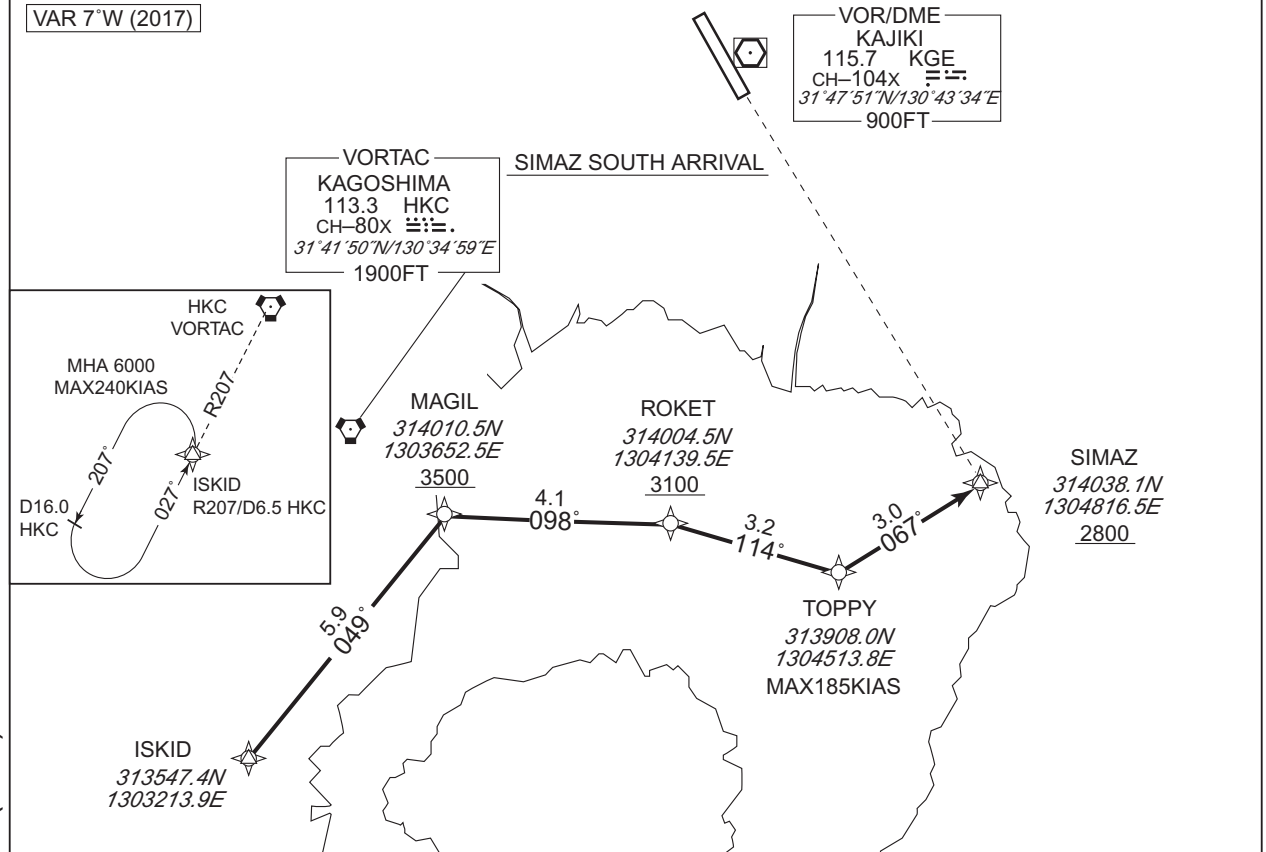 VAR 7°W (2017)
VOR/DME
KAJIKI
115.7 KGE
CH–104X
31°47´51˝N/130°43´34˝E
900FT
SIMAZ SOUTH ARRIVAL
VORTAC
KAGOSHIMA
113.3 HKC
CH–80X
31°41´50˝N/130°34´59˝E
1900FT
HKC
VORTAC
MHA 6000
MAX240KIAS
R207
207°
027°
ISKID
R207/D6.5 HKC
D16.0
HKC
MAGIL
314010.5N
1303652.5E
3500
ROKET
314004.5N
1304139.5E
3100
SIMAZ
314038.1N
1304816.5E
2800
4.1
098°
3.2
114°
3.0
067°
TOPPY
313908.0N
1304513.8E
MAX185KIAS
5.9
049°
ISKID
313547.4N
1303213.9E